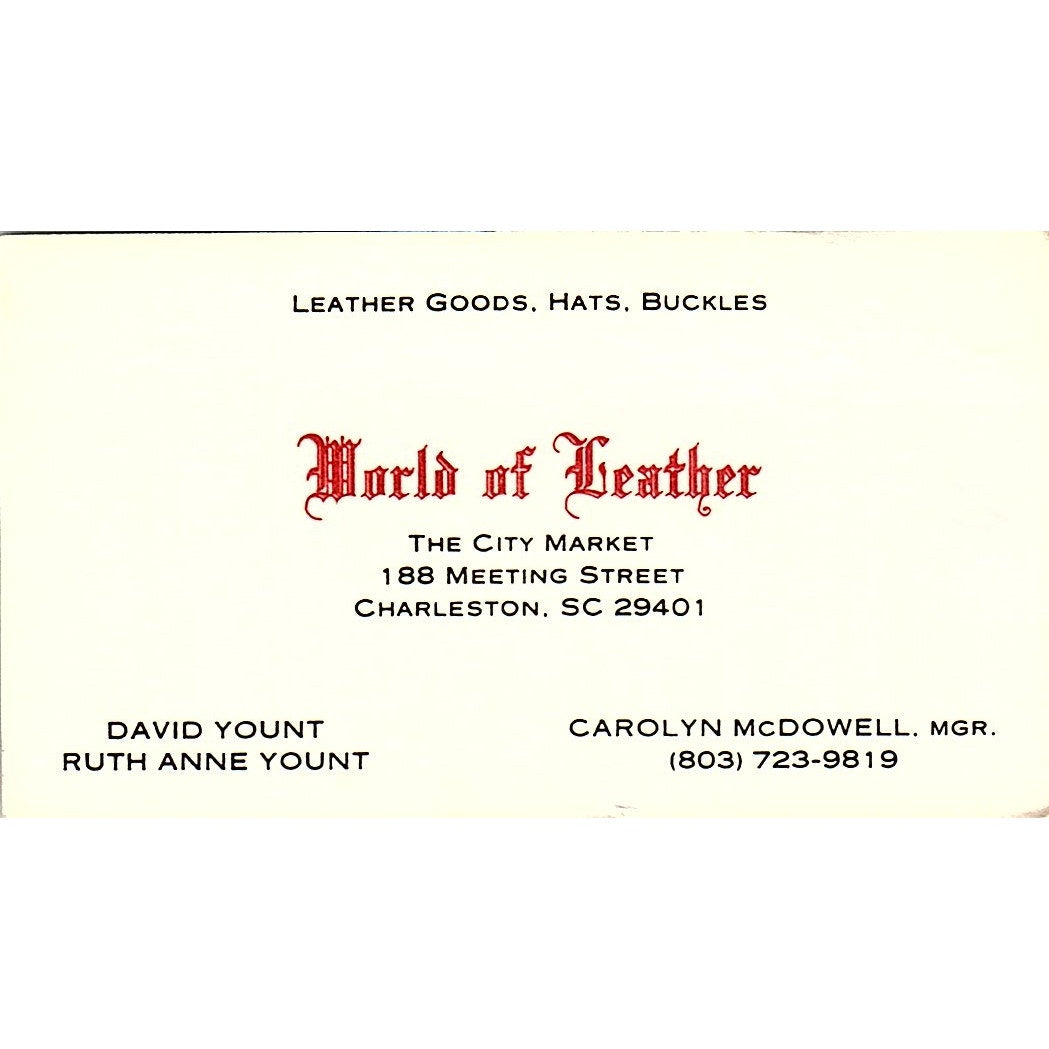 LEATHER GOODS, HATS, BUCKLES
World of Leather
THE CITY MARKET
188 MEETING STREET
CHARLESTON, SC 29401
DAVID YOUNT
RUTH ANNE YOUNT
CAROLYN McDOWELL, MGR.
(803) 723-9819